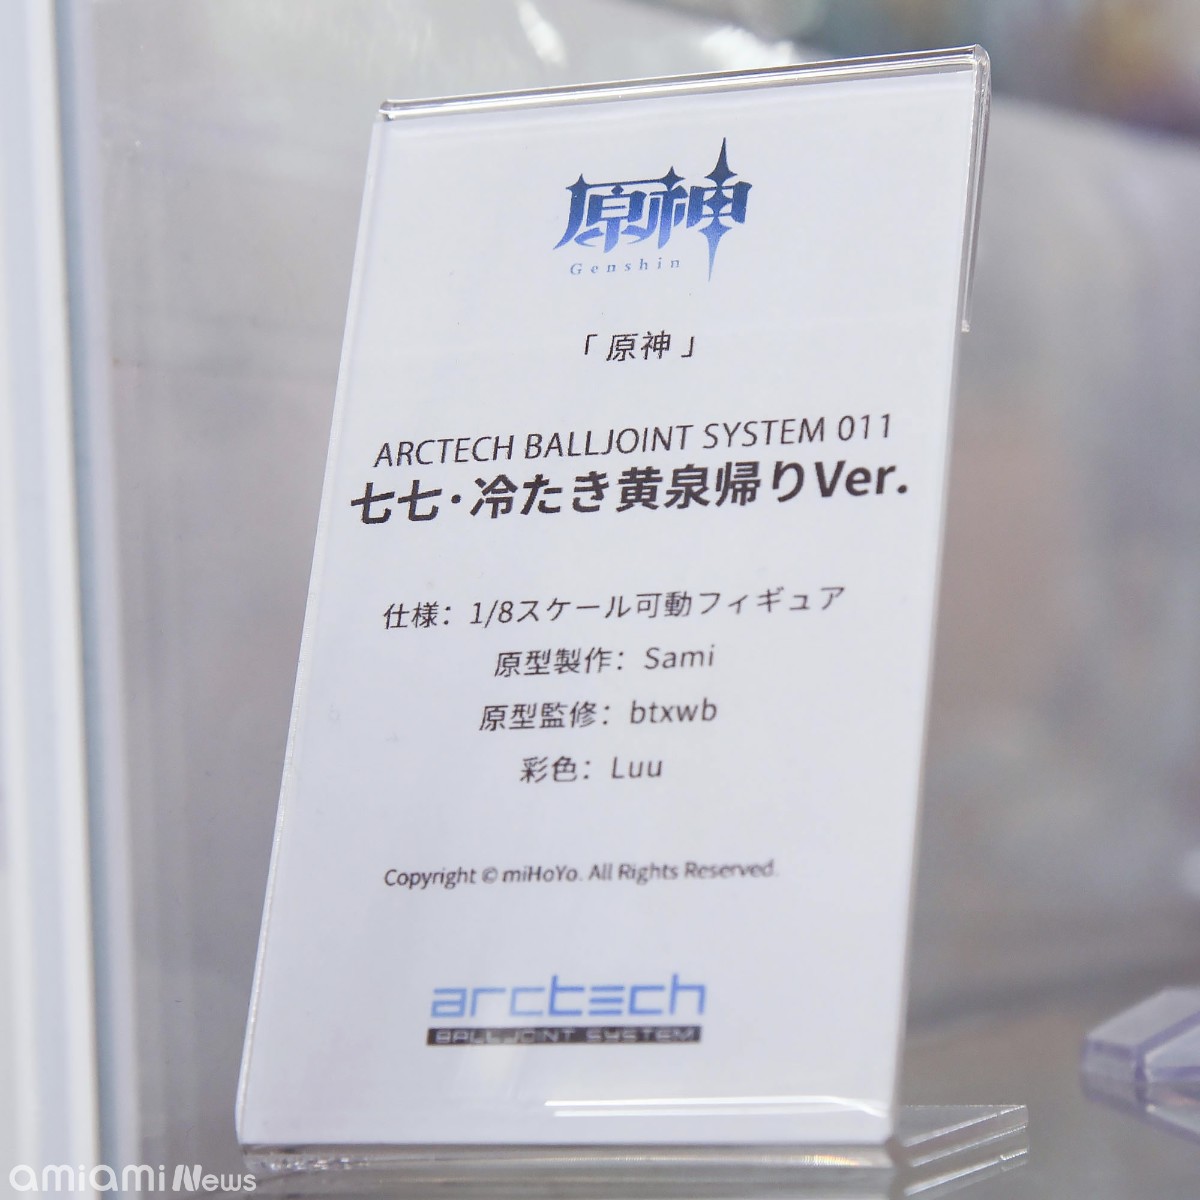 原神
Genshin
「原神」
ARCTECH BALLJOINT SYSTEM 011
七七・冷たき黄泉帰りVer.
仕様：1/8スケール可動フィギュア
原型製作：Sami
原型監修：btxwb
彩色：Luu
Copyright © miHoYo. All Rights Reserved.
arctech
BALLJOINT SYSTEM
amiami News